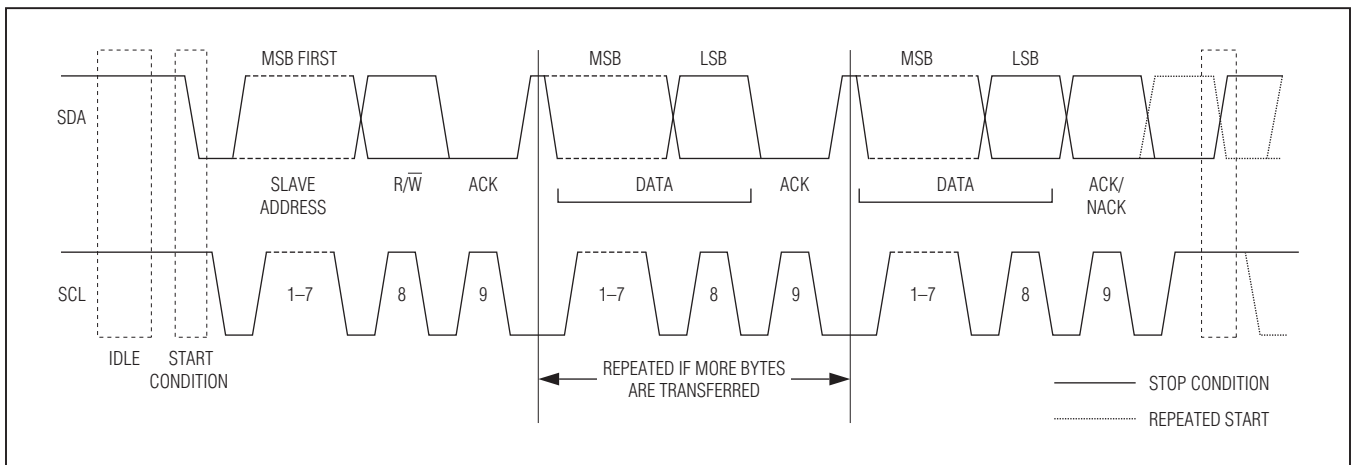 MSB FIRST MSB LSB MSB LSB
SDA
SLAVE
ADDRESS
R/W̅ ACK DATA ACK DATA ACK/
NACK
SCL 1–7 8 9 1–7 8 9 1–7 8 9
IDLE START
CONDITION
REPEATED IF MORE BYTES
ARE TRANSFERRED
STOP CONDITION
REPEATED START